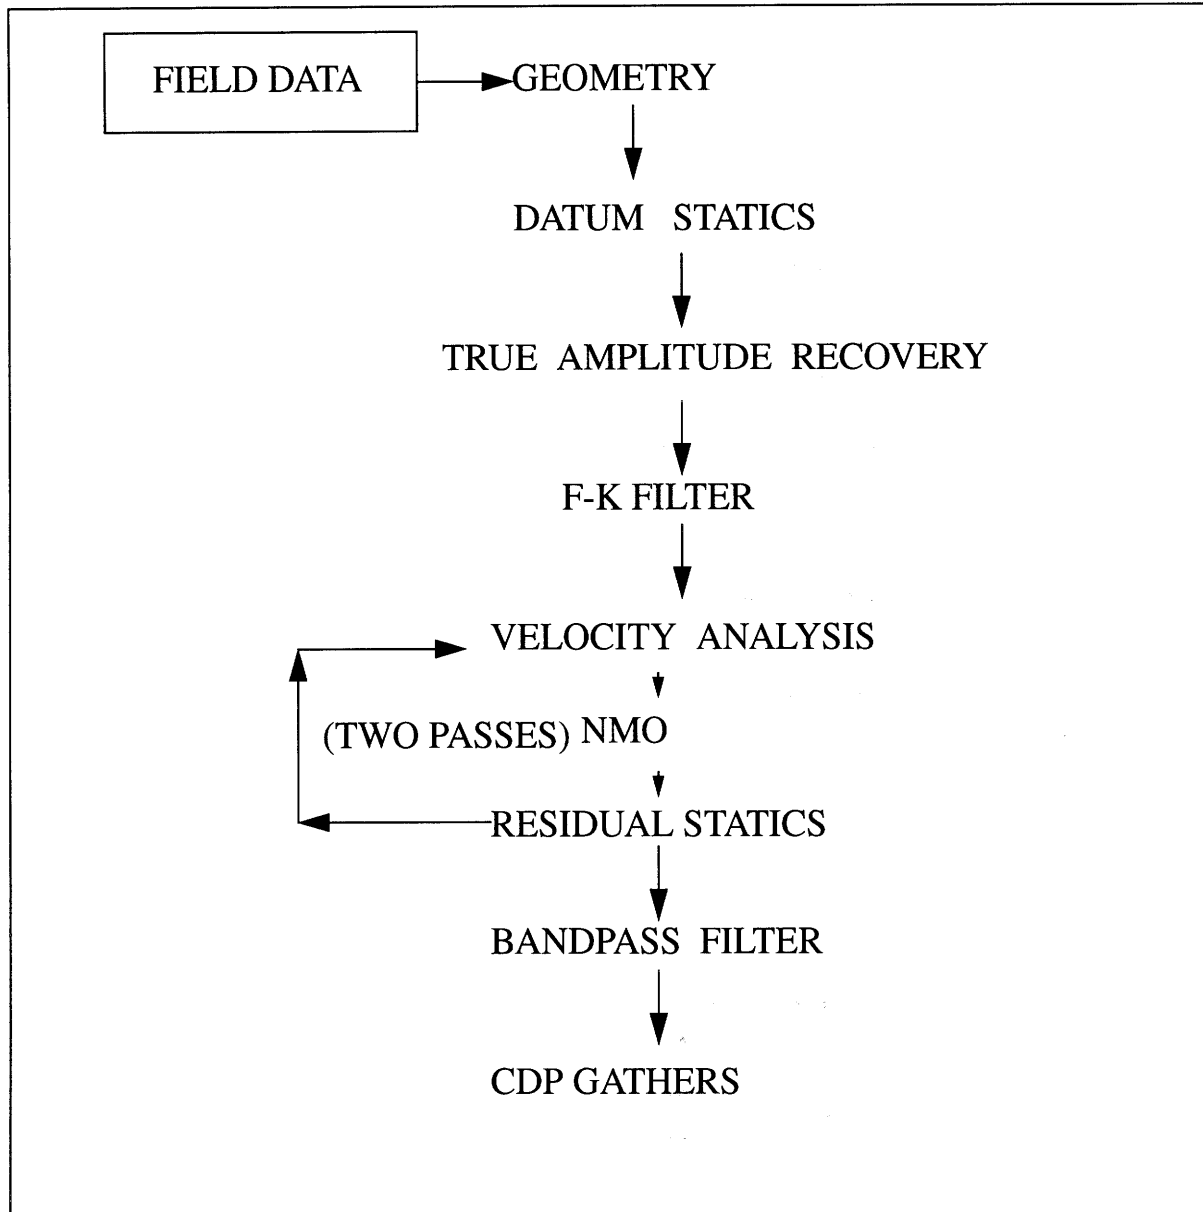 FIELD DATA
GEOMETRY
DATUM STATICS
TRUE AMPLITUDE RECOVERY
F-K FILTER
VELOCITY ANALYSIS
(TWO PASSES) NMO
RESIDUAL STATICS
BANDPASS FILTER
CDP GATHERS